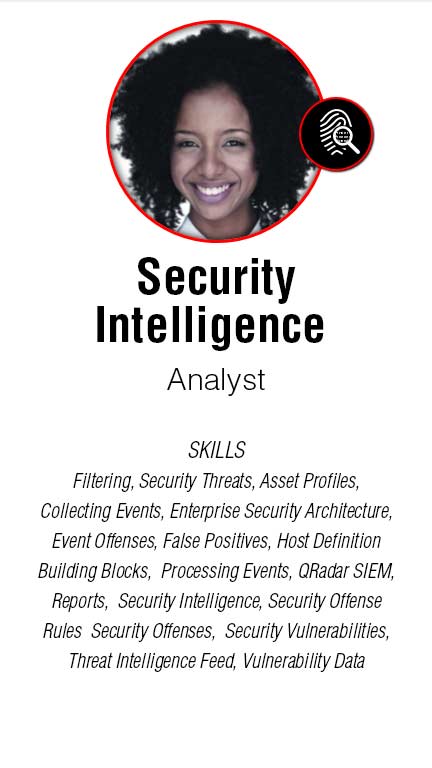 Security
Intelligence
Analyst
SKILLS
Filtering, Security Threats, Asset Profiles,
Collecting Events, Enterprise Security Architecture,
Event Offenses, False Positives, Host Definition
Building Blocks,  Processing Events, QRadar SIEM,
Reports,  Security Intelligence, Security Offense
Rules  Security Offenses,  Security Vulnerabilities,
Threat Intelligence Feed, Vulnerability Data